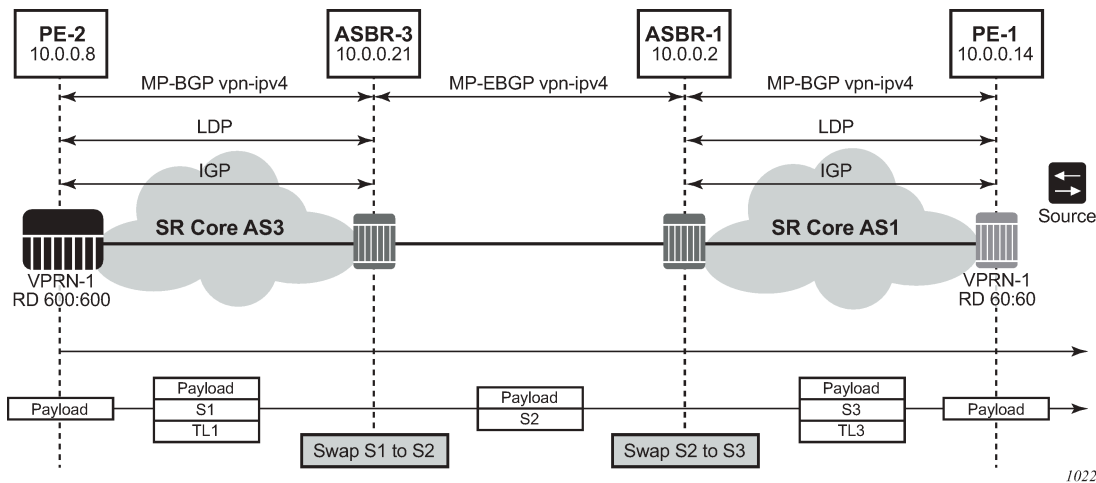 PE-2
10.0.0.8
ASBR-3
10.0.0.21
ASBR-1
10.0.0.2
PE-1
10.0.0.14
MP-BGP vpn-ipv4
MP-EBGP vpn-ipv4
MP-BGP vpn-ipv4
LDP
LDP
IGP
IGP
SR Core AS3
SR Core AS1
Source
VPRN-1
RD 600:600
VPRN-1
RD 60:60
Payload
Payload
S1
TL1
Payload
S2
Payload
S3
TL3
Payload
Swap S1 to S2
Swap S2 to S3
1022